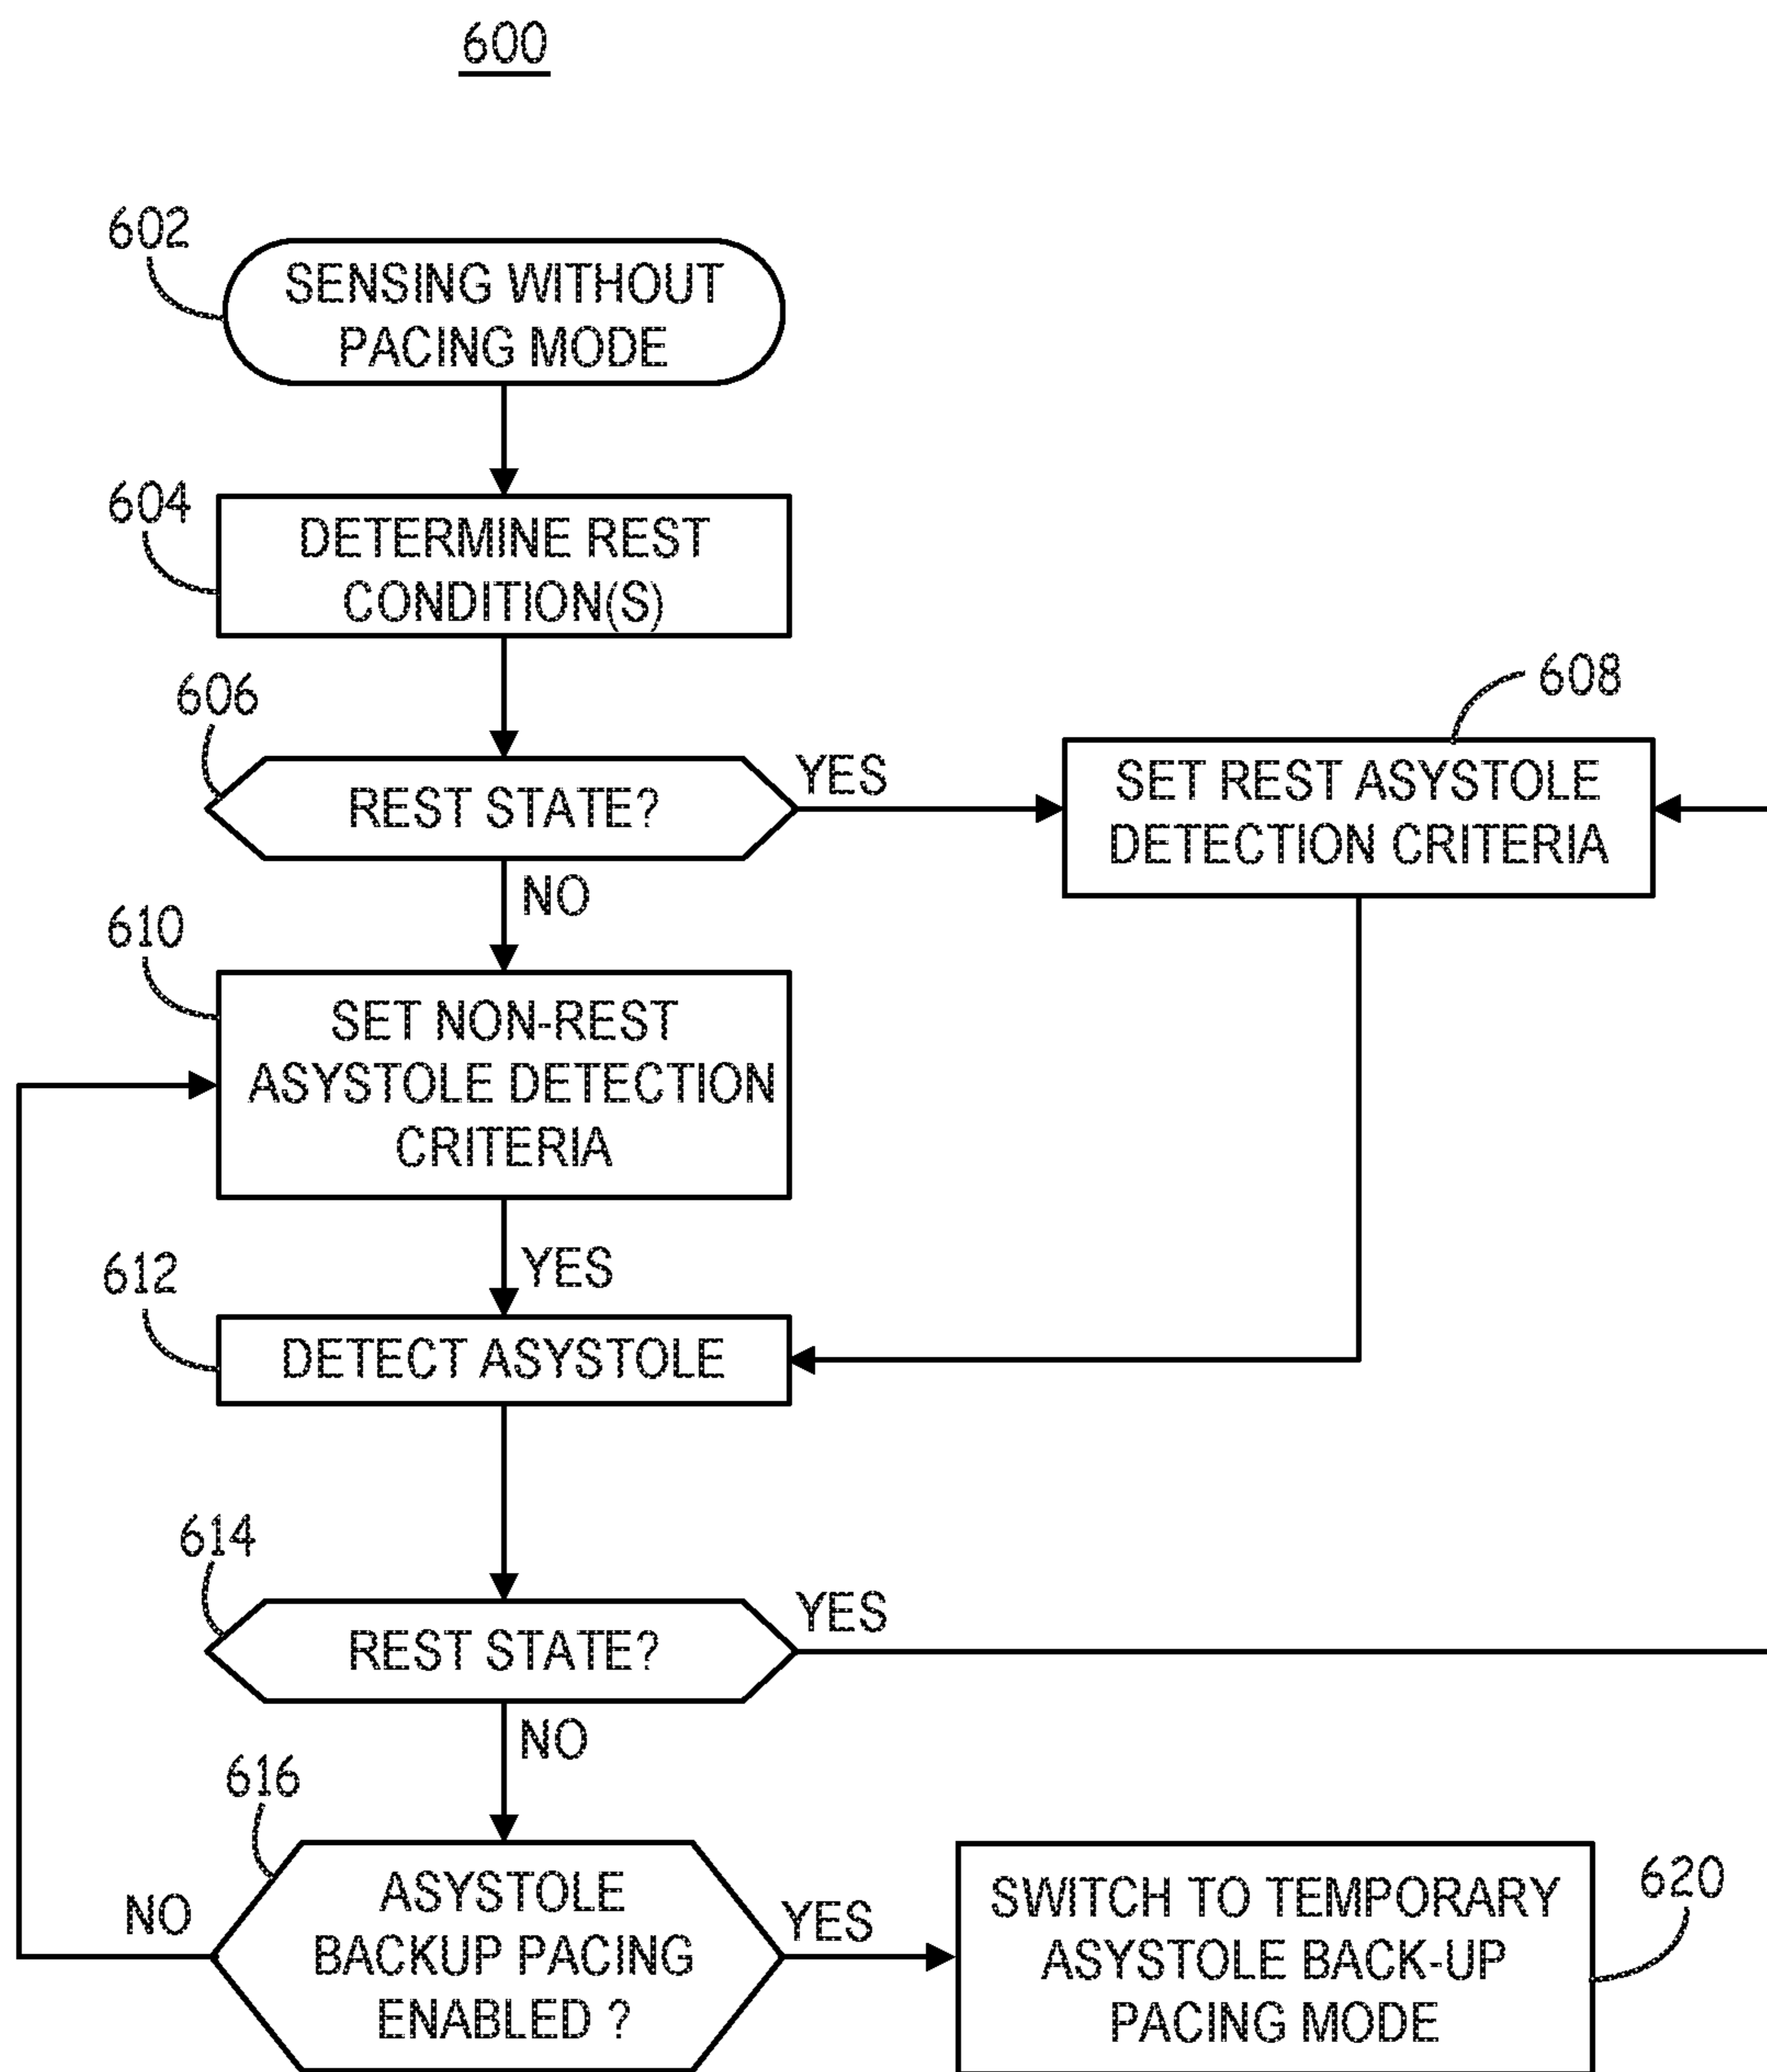 600
602
SENSING WITHOUT
PACING MODE
604
DETERMINE REST
CONDITION(S)
606
REST STATE?
YES
608
SET REST ASYSTOLE
DETECTION CRITERIA
NO
610
SET NON-REST
ASYSTOLE DETECTION
CRITERIA
YES
612
DETECT ASYSTOLE
614
REST STATE?
YES
NO
616
ASYSTOLE
BACKUP PACING
ENABLED ?
NO
YES
SWITCH TO TEMPORARY
ASYSTOLE BACK-UP
PACING MODE
620